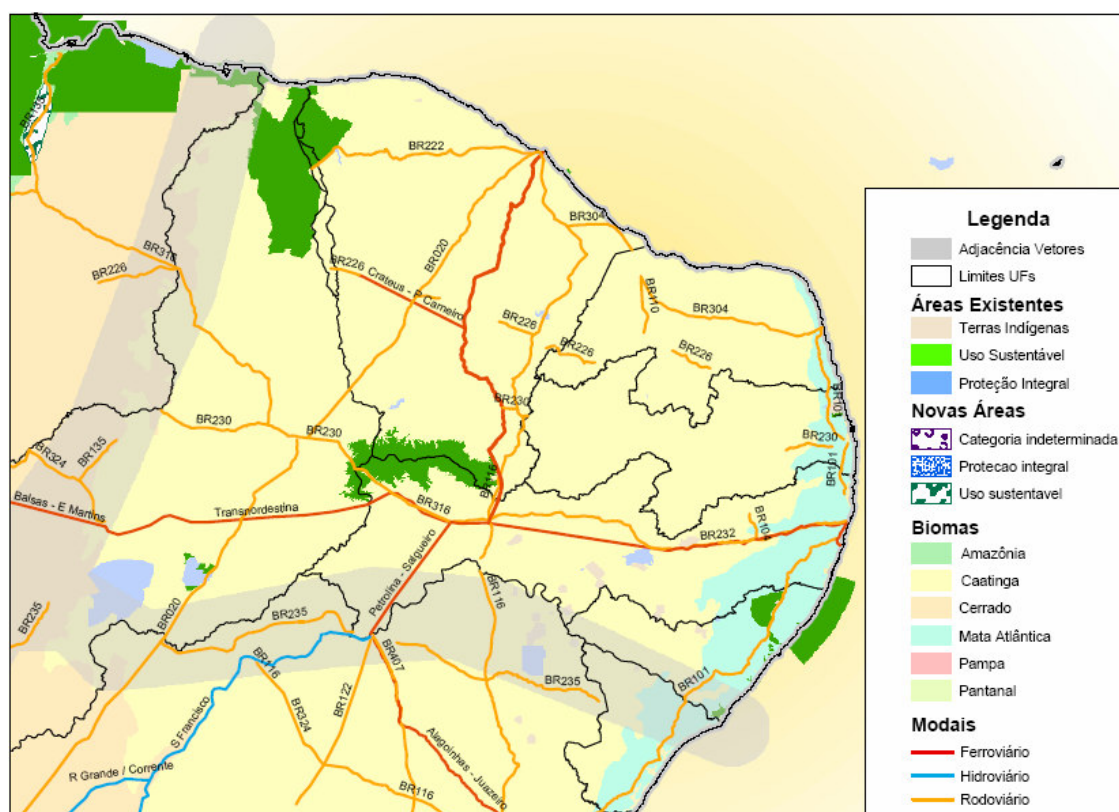 BR135
BR222
BR304
BR316
BR226
BR020
BR226
Crateus - P Carneiro
BR110
BR304
BR226
BR226
BR226
BR101
BR230
BR230
BR230
BR230
BR101
BR324
BR135
BR116
BR316
Balsas - E Martins
Transnordestina
BR232
BR104
Petrolina - Salgueiro
BR235
BR020
BR235
BR116
BR116
BR407
BR235
BR101
BR122
BR324
S Francisco
Alagoinhas - Juazeiro
R Grande / Corrente
BR116
Legenda
Adjacência Vetores
Limites UFs
Áreas Existentes
Terras Indígenas
Uso Sustentável
Proteção Integral
Novas Áreas
Categoria indeterminada
Protecao integral
Uso sustentavel
Biomas
Amazônia
Caatinga
Cerrado
Mata Atlântica
Pampa
Pantanal
Modais
Ferroviário
Hidroviário
Rodoviário